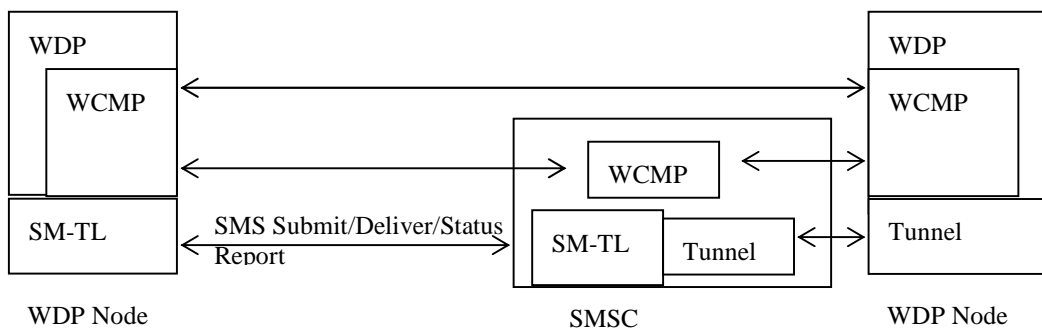 WDP
WDP
WCMP
WCMP
WCMP
SM-TL
SMS Submit/Deliver/Status
Report
SM-TL
Tunnel
Tunnel
WDP Node
SMSC
WDP Node